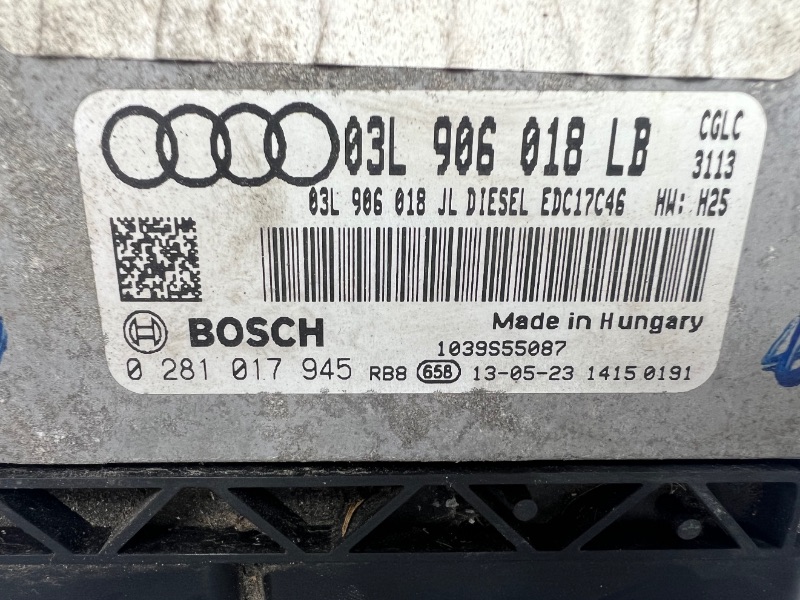 03L 906 018 LB CGLC
3113
03L 906 018 JL DIESEL EDC17C46 HW: H25
BOSCH Made in Hungary
1039S55087
0 281 017 945 RB8 658 13-05-23 1415 0191